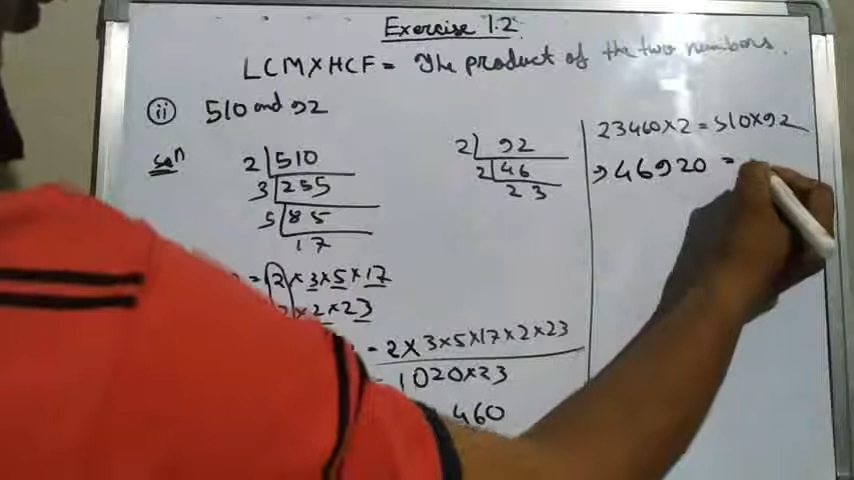 Exercise 1.2
LCM×HCF = The product of the two numbers.
(ii) 510 and 92
Solⁿ
2 510
3 255
5 85
17
2 92
2 46
23
= 2×3×5×17
×2×23
= 2×3×5×17×2×23
1020×23
460
23460×2 = 510×92
⇒46920 =